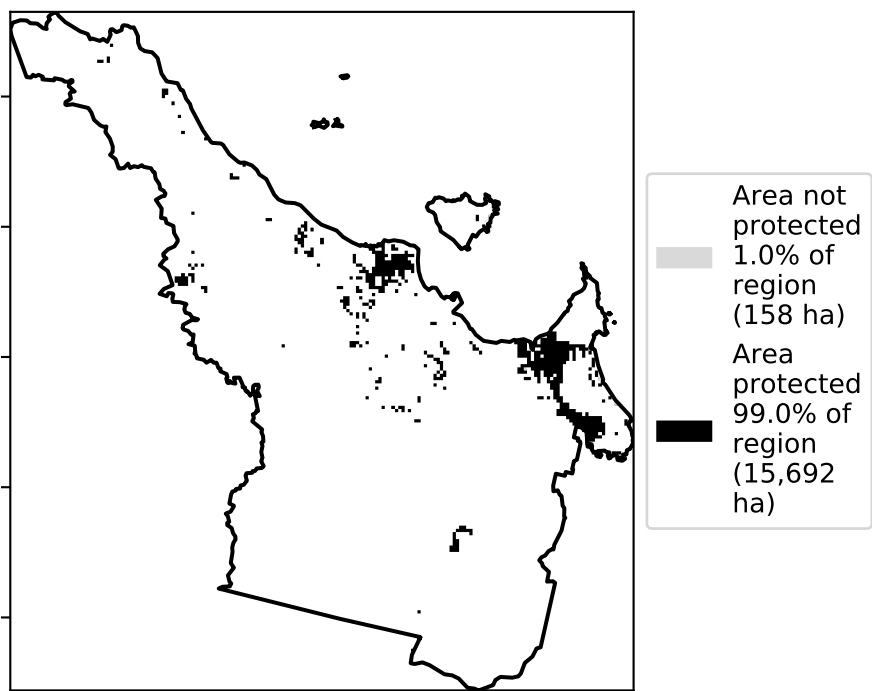 Area not
protected
1.0% of
region
(158 ha)
Area
protected
99.0% of
region
(15,692
ha)